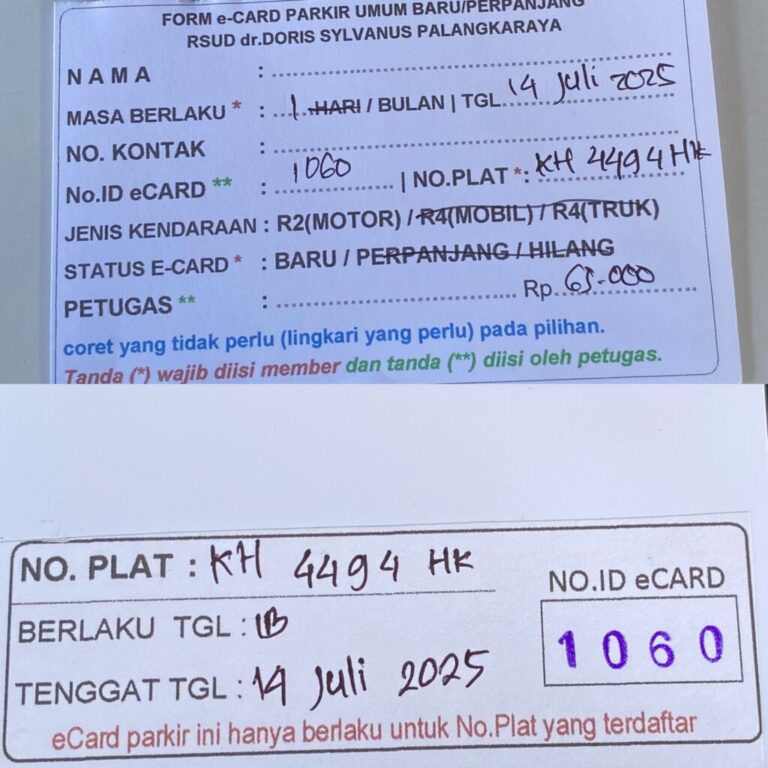 FORM e-CARD PARKIR UMUM BARU/PERPANJANG
RSUD dr.DORIS SYLVANUS PALANGKARAYA
NAMA :
MASA BERLAKU * : 1 HARI / BULAN | TGL. 14 Juli 2025
NO. KONTAK :
No.ID eCARD ** : 1060 | NO.PLAT *: KH 4494 HK
JENIS KENDARAAN : R2(MOTOR) / R4(MOBIL) / R4(TRUK)
STATUS E-CARD * : BARU / PERPANJANG / HILANG
PETUGAS ** : Rp. 65.000
coret yang tidak perlu (lingkari yang perlu) pada pilihan.
Tanda (*) wajib diisi member dan tanda (**) diisi oleh petugas.
NO. PLAT : KH 4494 HK
NO.ID eCARD
BERLAKU TGL : 1B
1060
TENGGAT TGL : 14 Juli 2025
eCard parkir ini hanya berlaku untuk No.Plat yang terdaftar